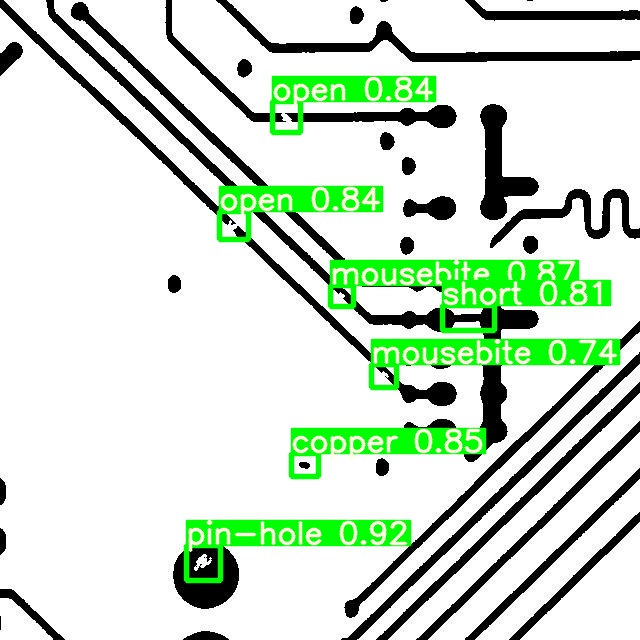 open 0.84
open 0.84
mousebite 0.87
short 0.81
mousebite 0.74
copper 0.85
pin-hole 0.92